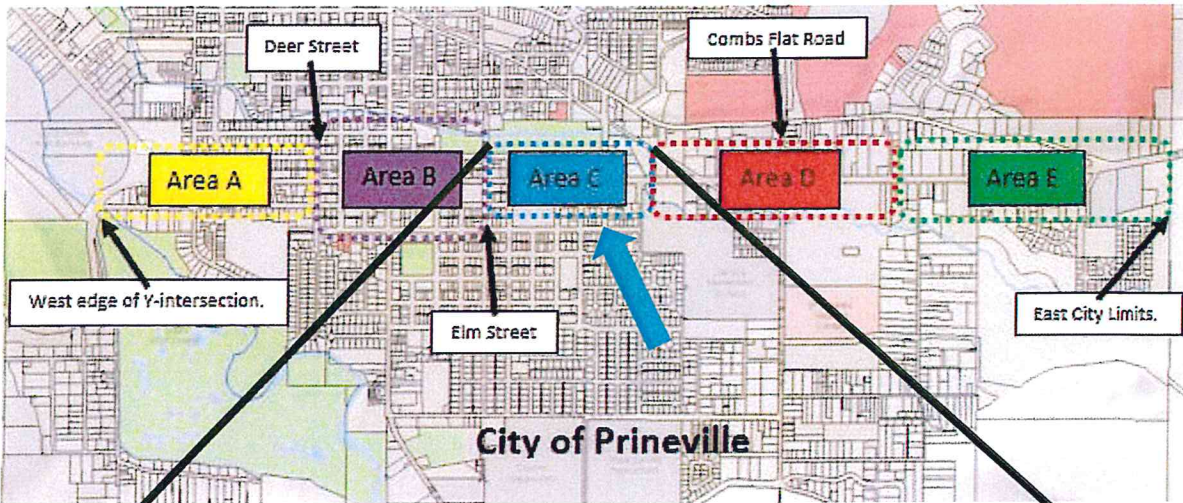 Deer Street
Combs Flat Road
Area A
Area B
Area C
Area D
Area E
West edge of Y-intersection.
Elm Street
East City Limits.
City of Prineville